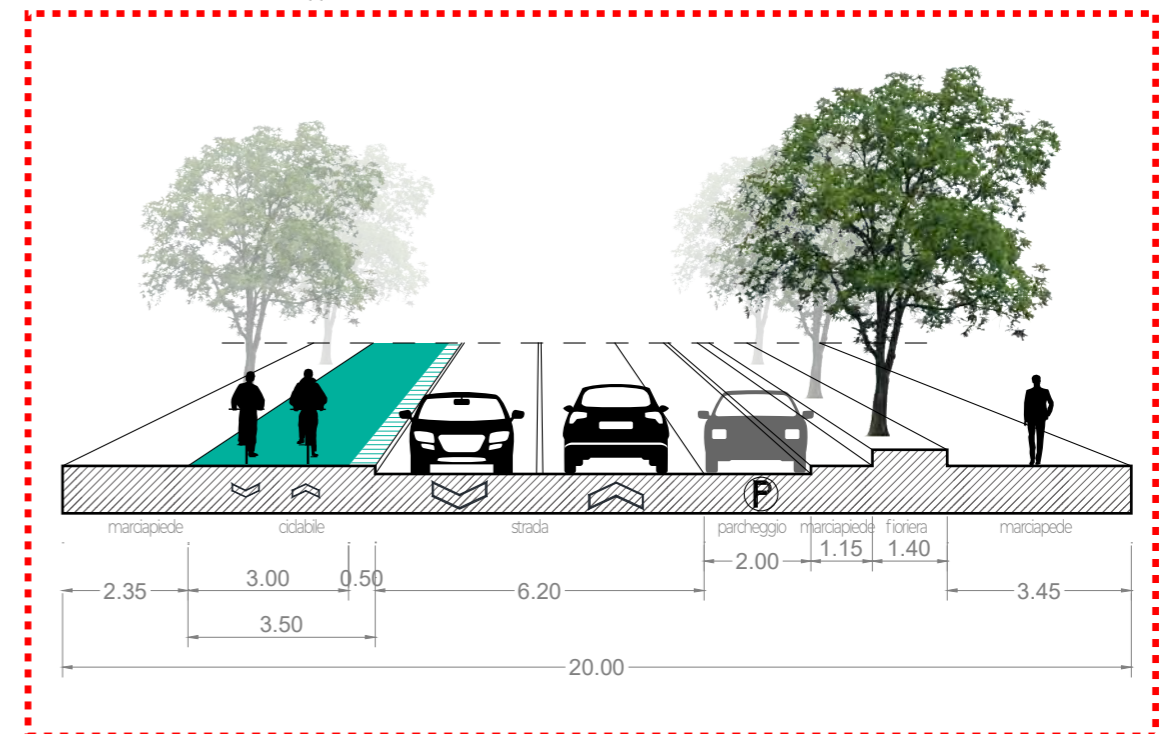 P
marciapiede ciclabile strada parcheggio marciapiede fioriera marciapede
2.00 1.15 1.40
2.35 3.00 0.50 6.20 3.45
3.50
20.00